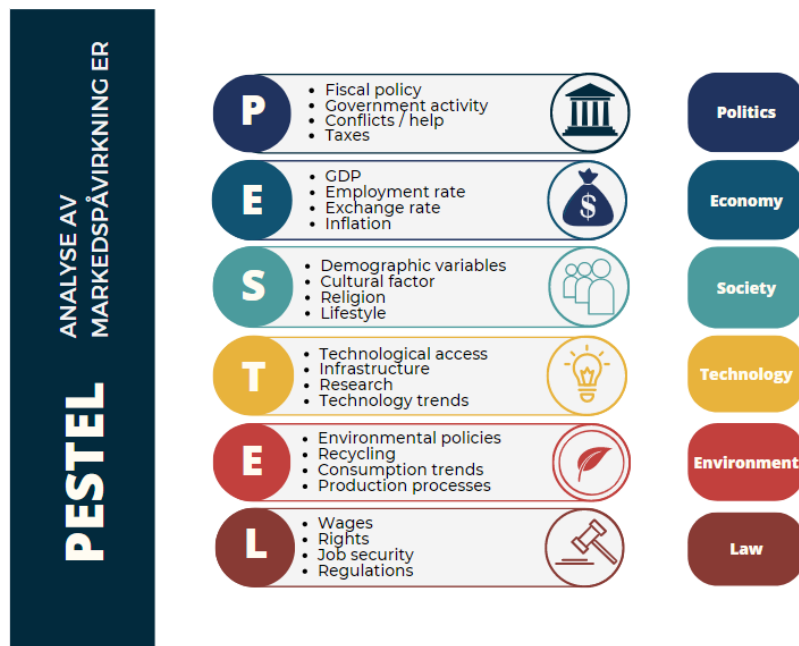 PESTEL
ANALYSE AV
MARKEDSPÅVIRKNING ER
P
• Fiscal policy
• Government activity
• Conflicts / help
• Taxes
Politics
E
• GDP
• Employment rate
• Exchange rate
• Inflation
$
Economy
S
• Demographic variables
• Cultural factor
• Religion
• Lifestyle
Society
T
• Technological access
• Infrastructure
• Research
• Technology trends
Technology
E
• Environmental policies
• Recycling
• Consumption trends
• Production processes
Environment
L
• Wages
• Rights
• Job security
• Regulations
Law